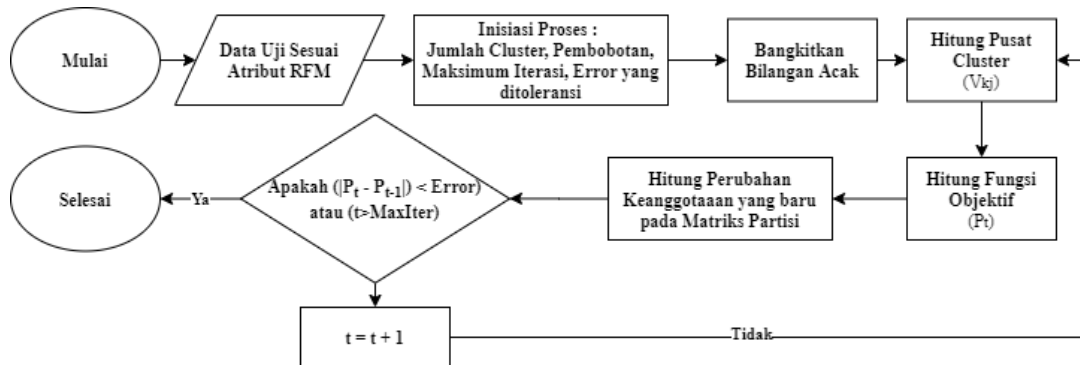 Mulai
Data Uji Sesuai
Atribut RFM
Inisiasi Proses :
Jumlah Cluster, Pembobotan,
Maksimum Iterasi, Error yang
ditoleransi
Bangkitkan
Bilangan Acak
Hitung Pusat
Cluster
(Vkj)
Hitung Fungsi
Objektif
(Pt)
Hitung Perubahan
Keanggotaaan yang baru
pada Matriks Partisi
Apakah (|Pt - Pt-1|) < Error)
atau (t>MaxIter)
Ya
Selesai
t = t + 1
Tidak